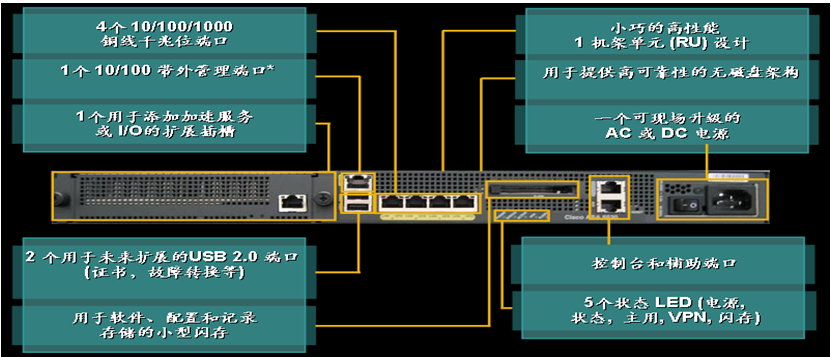 4个 10/100/1000
铜线千兆位端口
1个 10/100 带外管理端口*
1个用于添加加速服务
或 I/O的扩展插槽
小巧的高性能
1 机架单元 (RU) 设计
用于提供高可靠性的无磁盘架构
一个可现场升级的
AC 或 DC 电源
Cisco ASA
2 个用于未来扩展的USB 2.0 端口
(证书, 故障转换等)
用于软件、配置和记录
存储的小型闪存
控制台和辅助端口
5个状态 LED (电源,
状态, 主用, VPN, 闪存)